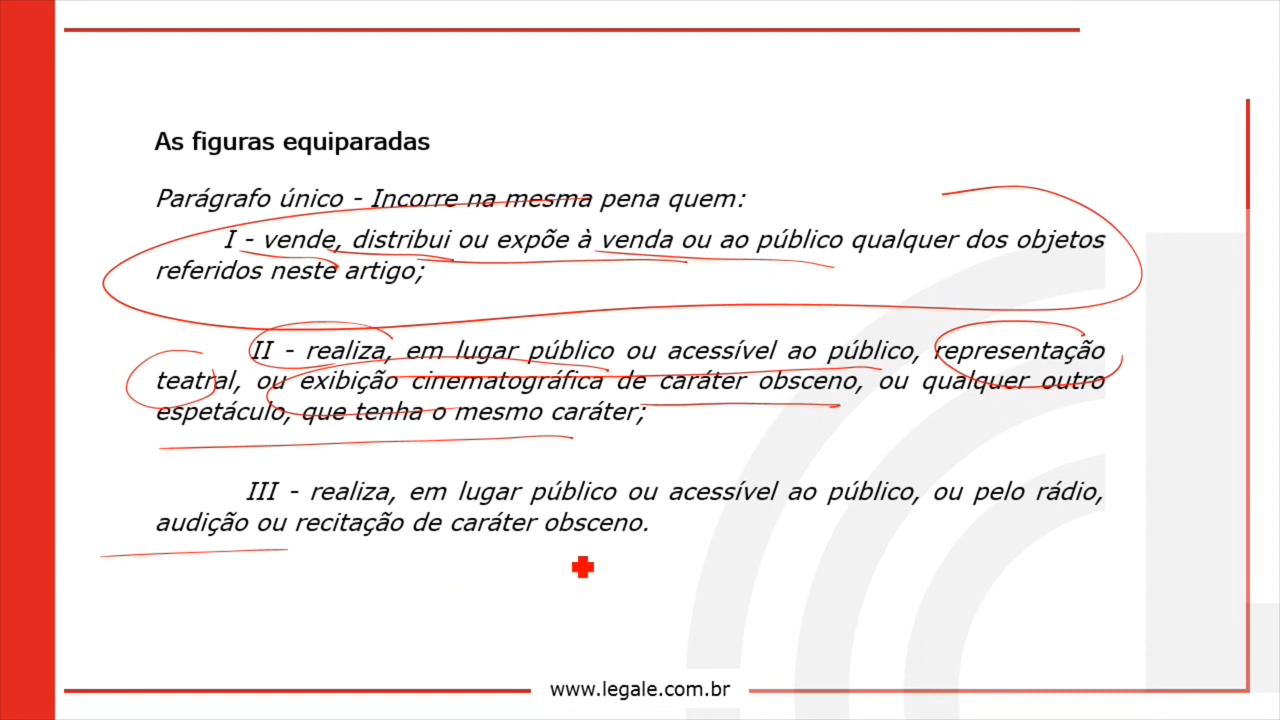 As figuras equiparadas
Parágrafo único - Incorre na mesma pena quem:
I - vende, distribui ou expõe à venda ou ao público qualquer dos objetos
referidos neste artigo;
II - realiza, em lugar público ou acessível ao público, representação
teatral, ou exibição cinematográfica de caráter obsceno, ou qualquer outro
espetáculo, que tenha o mesmo caráter;
III - realiza, em lugar público ou acessível ao público, ou pelo rádio,
audição ou recitação de caráter obsceno.
www.legale.com.br